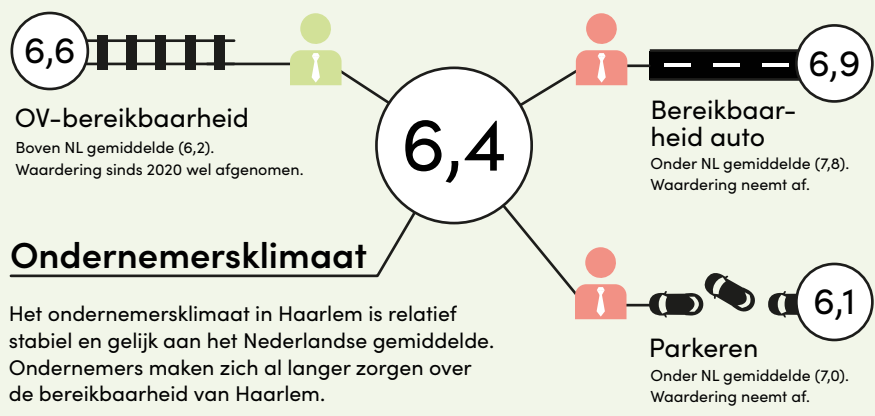 6,6
OV-bereikbaarheid
Boven NL gemiddelde (6,2).
Waardering sinds 2020 wel afgenomen.
6,4
6,9
Bereikbaar-
heid auto
Onder NL gemiddelde (7,8).
Waardering neemt af.
Ondernemersklimaat
Het ondernemersklimaat in Haarlem is relatief
stabiel en gelijk aan het Nederlandse gemiddelde.
Ondernemers maken zich al langer zorgen over
de bereikbaarheid van Haarlem.
6,1
Parkeren
Onder NL gemiddelde (7,0).
Waardering neemt af.